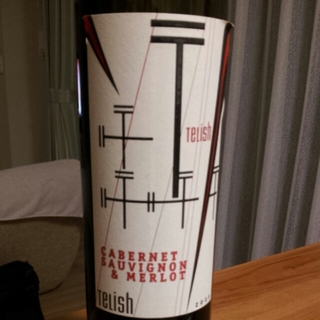 Telish
CABERNET
SAUVIGNON
& MERLOT
Telish